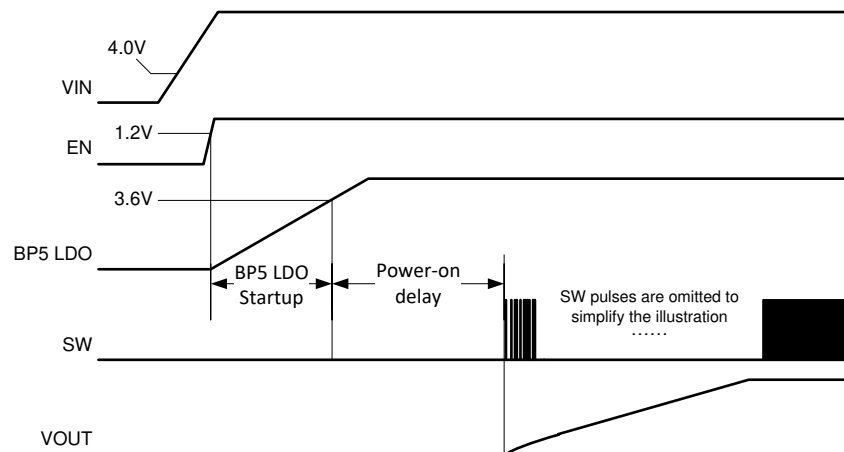 4.0V
VIN
1.2V
EN
3.6V
BP5 LDO
BP5 LDO
Startup
Power-on
delay
SW pulses are omitted to
simplify the illustration
......
SW
VOUT